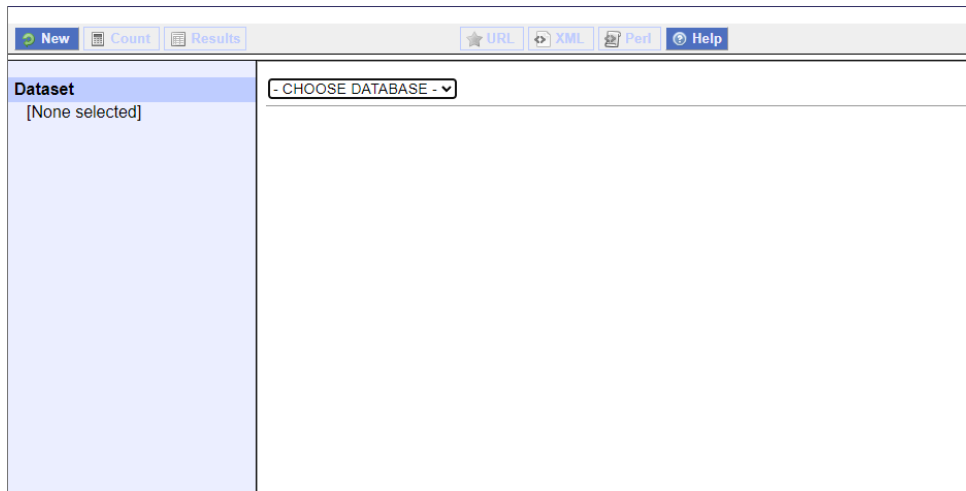 New Count Results URL XML Perl Help
Dataset
[None selected]
- CHOOSE DATABASE -